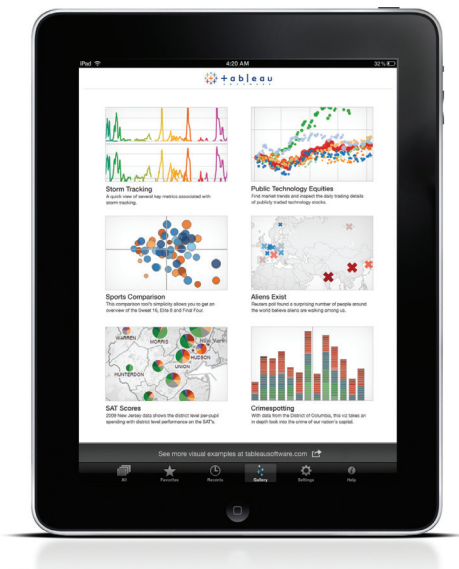 iPad
4:20 AM
32%
+ableau
SOFTWARE
Storm Tracking
A quick view of several key metrics associated with
storm tracking.
Public Technology Equities
Find market trends and inspect the daily trading details
of publicly traded technology stocks.
Sports Comparison
This comparison tool's simplicity allows you to get an
overview of the Sweet 16, Elite 8 and Final Four.
Aliens Exist
Reuters poll found a surprising number of people around
the world believe aliens are walking among us.
WARREN
MORRIS
New York
HUDSON
UNION
HUNTERDON
SAT Scores
2009 New Jersey data shows the district level per-pupil
spending with district level performance on the SAT's.
Crimespotting
With data from the District of Columbia, this viz takes an
in depth look into the crime of our nation's capital.
See more visual examples at tableausoftware.com
All
Favorites
Recents
Gallery
Settings
Help